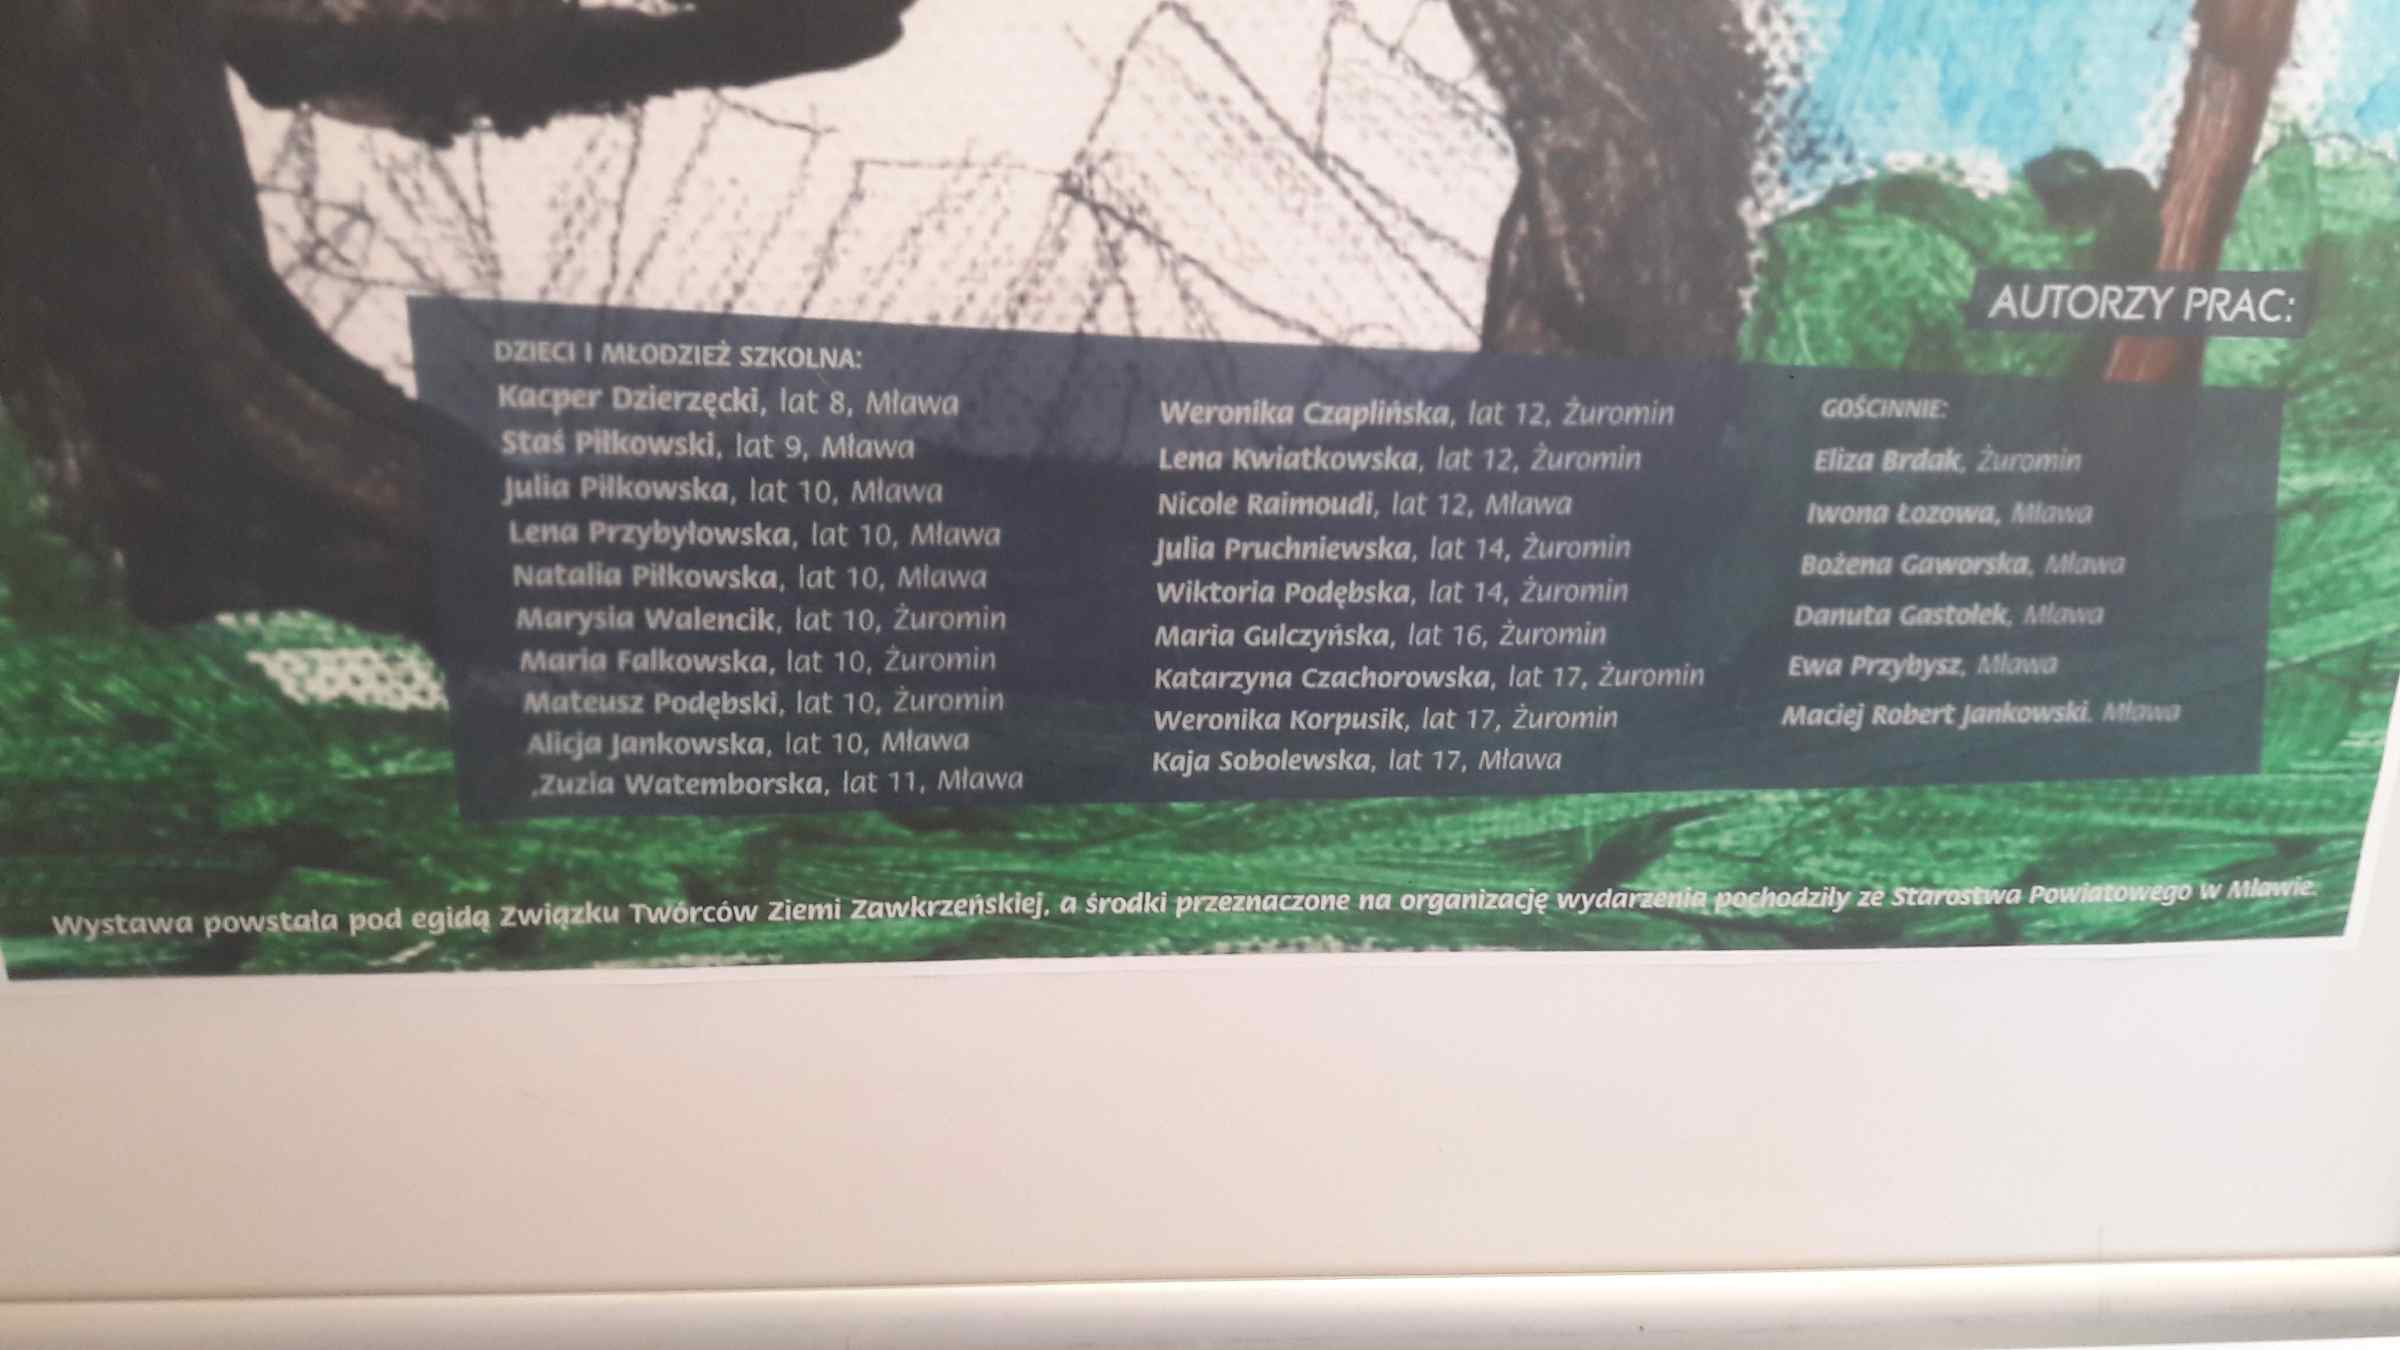 AUTORZY PRAC:
DZIECI I MŁODZIEŻ SZKOLNA:
Kacper Dzierzęcki, lat 8, Mława
Staś Piłkowski, lat 9, Mława
Julia Piłkowska, lat 10, Mława
Lena Przybyłowska, lat 10, Mława
Natalia Piłkowska, lat 10, Mława
Marysia Walencik, lat 10, Żuromin
Maria Falkowska, lat 10, Żuromin
Mateusz Podębski, lat 10, Żuromin
Alicja Jankowska, lat 10, Mława
,Zuzia Watemborska, lat 11, Mława
Weronika Czaplińska, lat 12, Żuromin
Lena Kwiatkowska, lat 12, Żuromin
Nicole Raimoudi, lat 12, Mława
Julia Pruchniewska, lat 14, Żuromin
Wiktoria Podębska, lat 14, Żuromin
Maria Gulczyńska, lat 16, Żuromin
Katarzyna Czachorowska, lat 17, Żuromin
Weronika Korpusik, lat 17, Żuromin
Kaja Sobolewska, lat 17, Mława
GOŚCINNIE:
Eliza Brdak, Żuromin
Iwona Łozowa, Mława
Bożena Gaworska, Mława
Danuta Gastołek, Mława
Ewa Przybysz, Mława
Maciej Robert Jankowski. Mława
Wystawa powstała pod egidą Związku Twórców Ziemi Zawkrzeńskiej, a środki przeznaczone na organizację wydarzenia pochodziły ze Starostwa Powiatowego w Mławie.